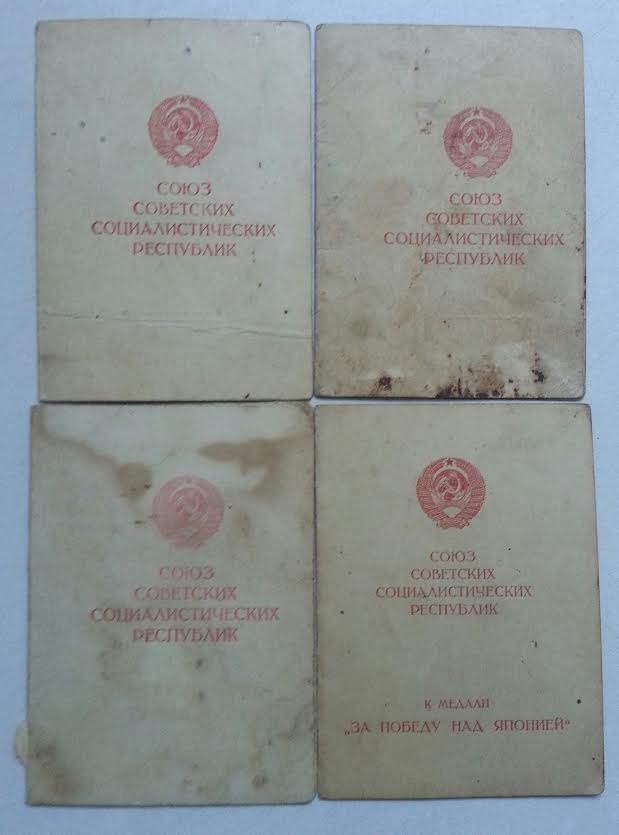 СОЮЗ
СОВЕТСКИХ
СОЦИАЛИСТИЧЕСКИХ
РЕСПУБЛИК
СОЮЗ
СОВЕТСКИХ
СОЦИАЛИСТИЧЕСКИХ
РЕСПУБЛИК
СОЮЗ
СОВЕТСКИХ
СОЦИАЛИСТИЧЕСКИХ
РЕСПУБЛИК
СОЮЗ
СОВЕТСКИХ
СОЦИАЛИСТИЧЕСКИХ
РЕСПУБЛИК
К МЕДАЛИ
„ЗА ПОБЕДУ НАД ЯПОНИЕЙ“